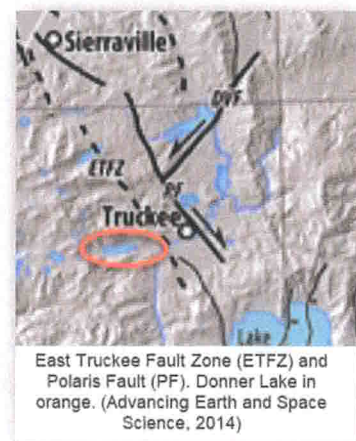 Sierraville
DVF
ETFZ
PF
Truckee
Lake
East Truckee Fault Zone (ETFZ) and
Polaris Fault (PF). Donner Lake in
orange. (Advancing Earth and Space
Science, 2014)